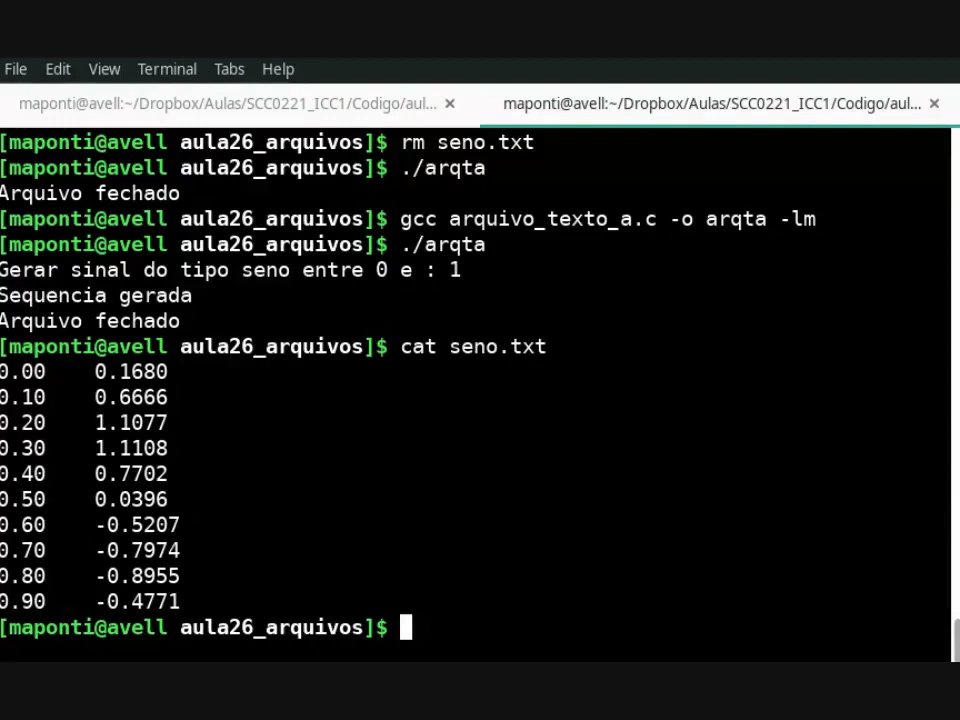 File Edit View Terminal Tabs Help
maponti@avell:~/Dropbox/Aulas/SCC0221_ICC1/Codigo/aul... × maponti@avell:~/Dropbox/Aulas/SCC0221_ICC1/Codigo/aul... ×
[maponti@avell aula26_arquivos]$ rm seno.txt
[maponti@avell aula26_arquivos]$ ./arqta
Arquivo fechado
[maponti@avell aula26_arquivos]$ gcc arquivo_texto_a.c -o arqta -lm
[maponti@avell aula26_arquivos]$ ./arqta
Gerar sinal do tipo seno entre 0 e : 1
Sequencia gerada
Arquivo fechado
[maponti@avell aula26_arquivos]$ cat seno.txt
0.00 0.1680
0.10 0.6666
0.20 1.1077
0.30 1.1108
0.40 0.7702
0.50 0.0396
0.60 -0.5207
0.70 -0.7974
0.80 -0.8955
0.90 -0.4771
[maponti@avell aula26_arquivos]$